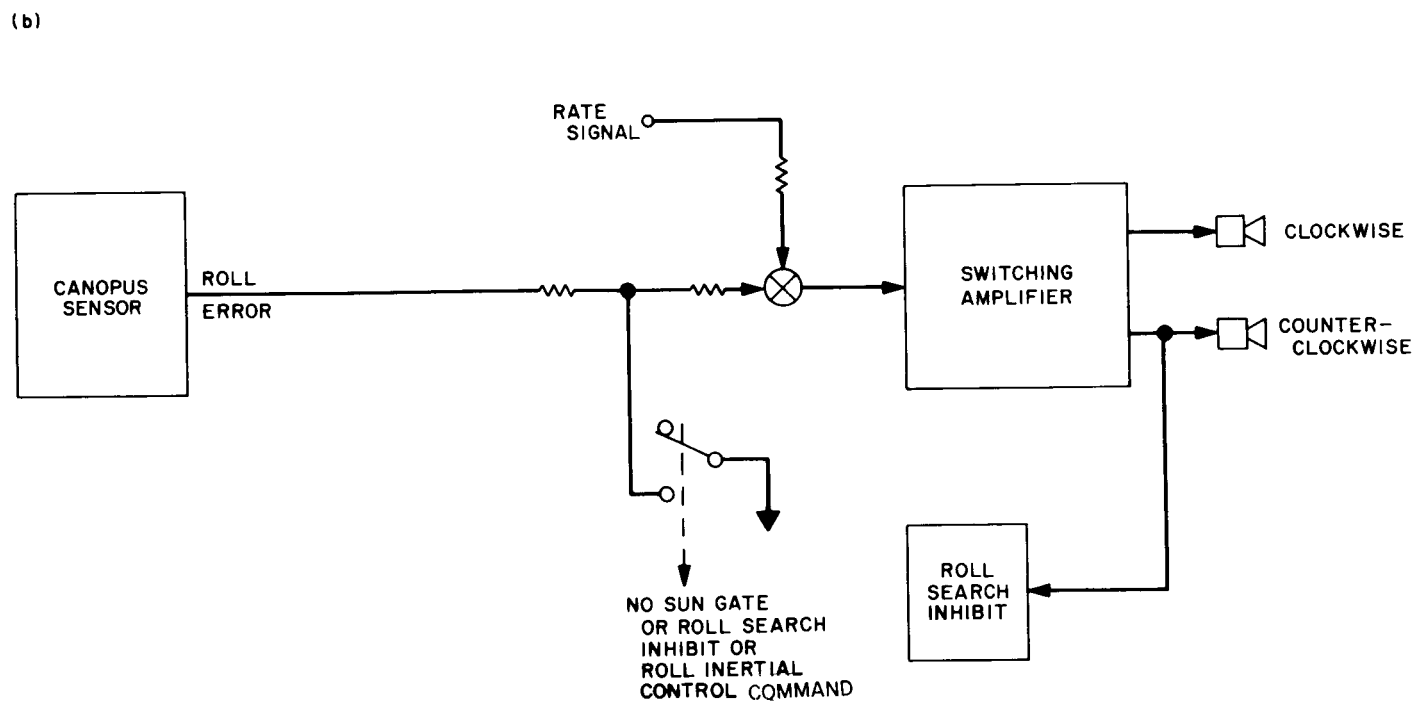 (b)
RATE
SIGNAL
CANOPUS
SENSOR
ROLL
ERROR
SWITCHING
AMPLIFIER
CLOCKWISE
COUNTER-
CLOCKWISE
NO SUN GATE
OR ROLL SEARCH
INHIBIT OR
ROLL INERTIAL
CONTROL COMMAND
ROLL
SEARCH
INHIBIT